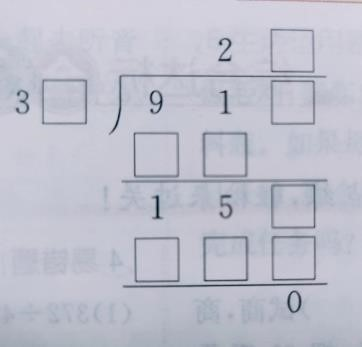 2 □
3 □ ) 9 1 □
□ □
1 5 □
□ □ □
0